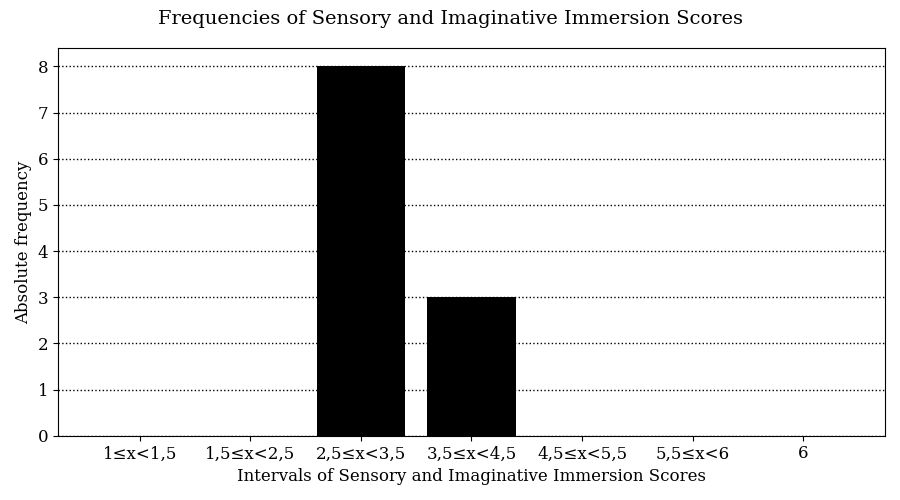 Frequencies of Sensory and Imaginative Immersion Scores
8
7
6
5
4
3
2
1
0
Absolute frequency
1≤x<1,5 1,5≤x<2,5 2,5≤x<3,5 3,5≤x<4,5 4,5≤x<5,5 5,5≤x<6 6
Intervals of Sensory and Imaginative Immersion Scores